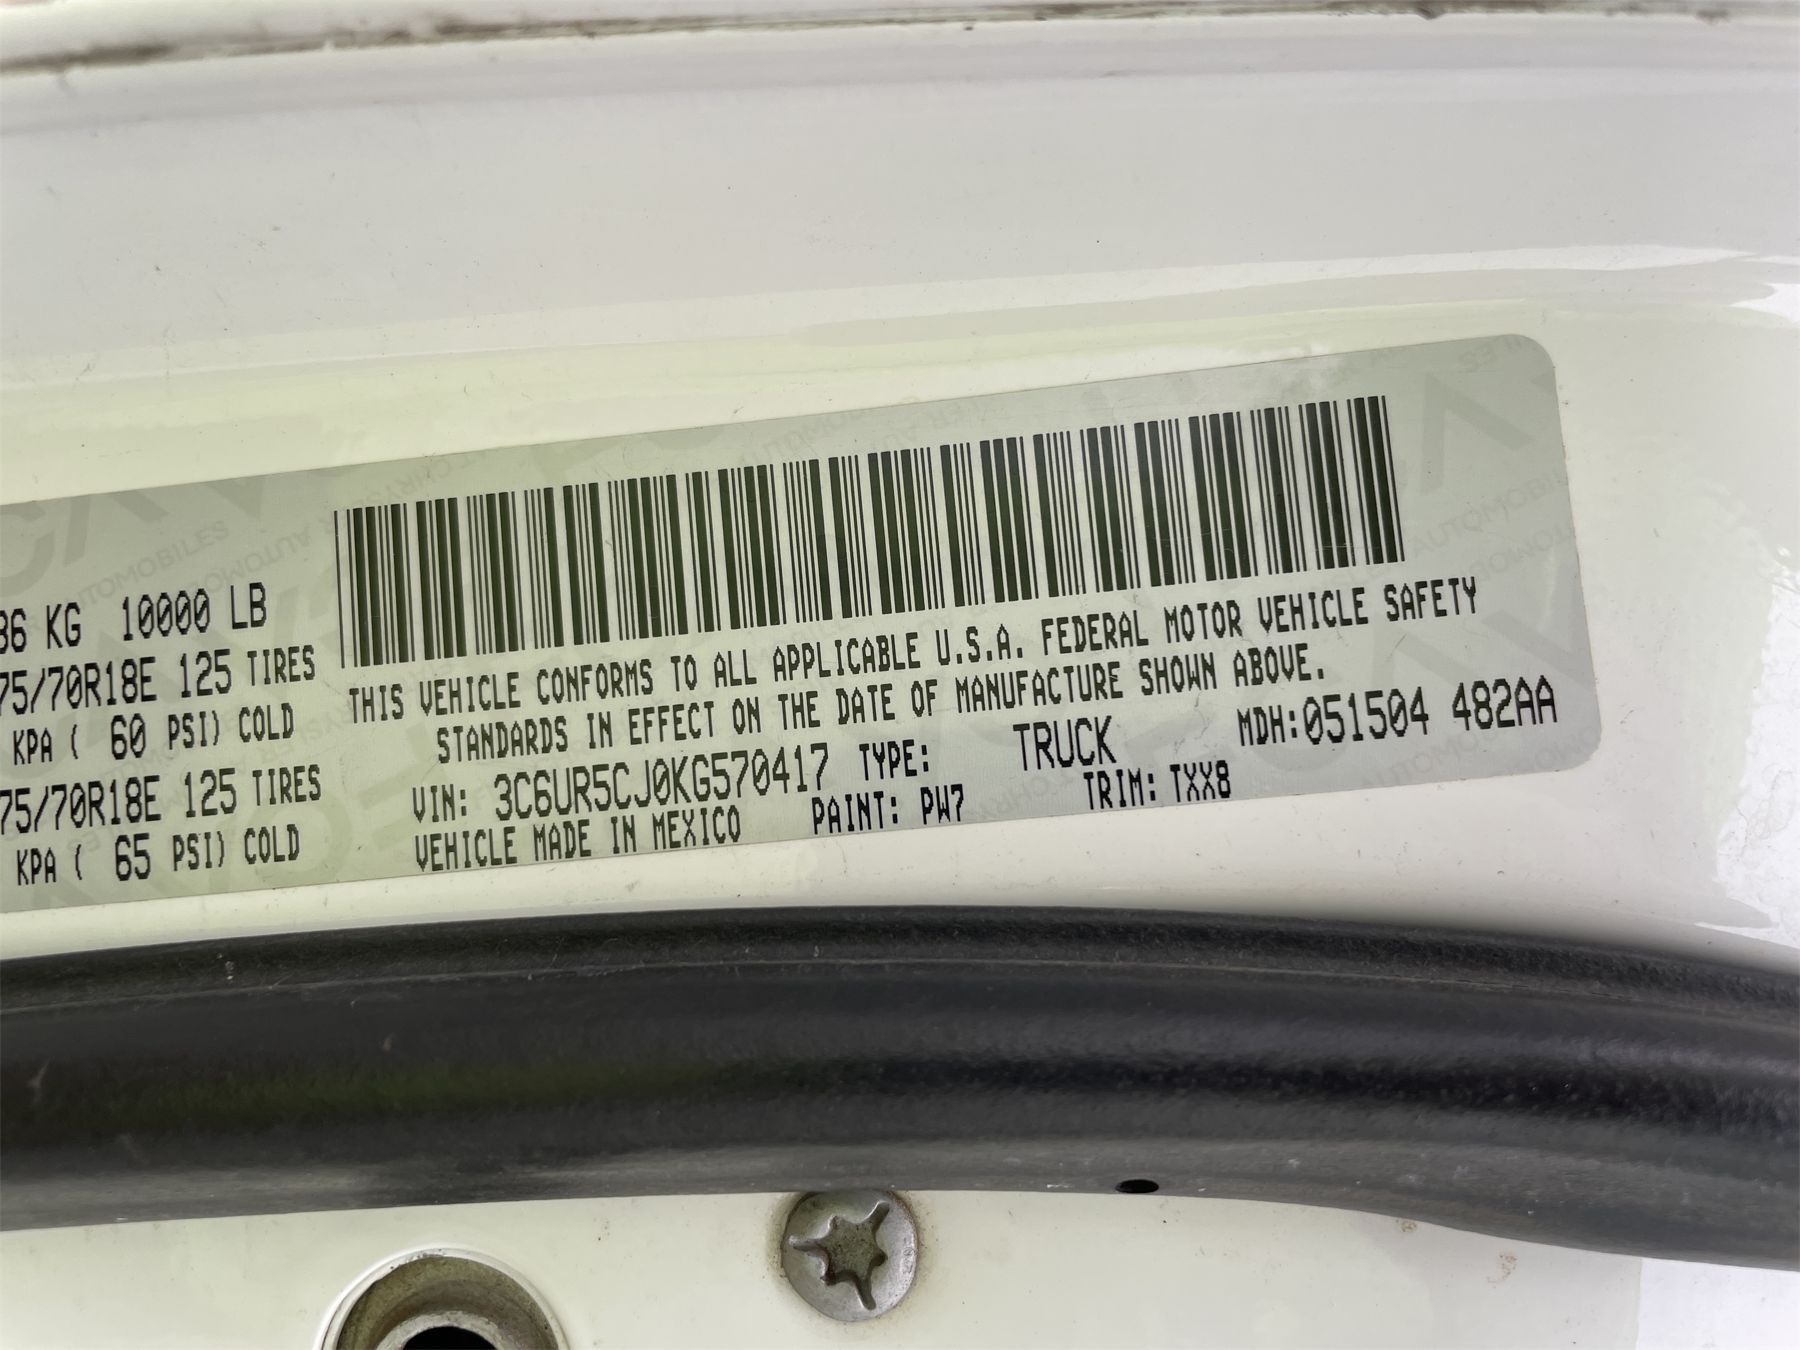 86 KG 10000 LB
75/70R18E 125 TIRES
KPA ( 60 PSI) COLD
75/70R18E 125 TIRES
KPA ( 65 PSI) COLD
THIS VEHICLE CONFORMS TO ALL APPLICABLE U.S.A. FEDERAL MOTOR VEHICLE SAFETY
STANDARDS IN EFFECT ON THE DATE OF MANUFACTURE SHOWN ABOVE.
VIN: 3C6UR5CJ0KG570417 TYPE: TRUCK MDH:051504 482AA
VEHICLE MADE IN MEXICO PAINT: PW7 TRIM: TXX8